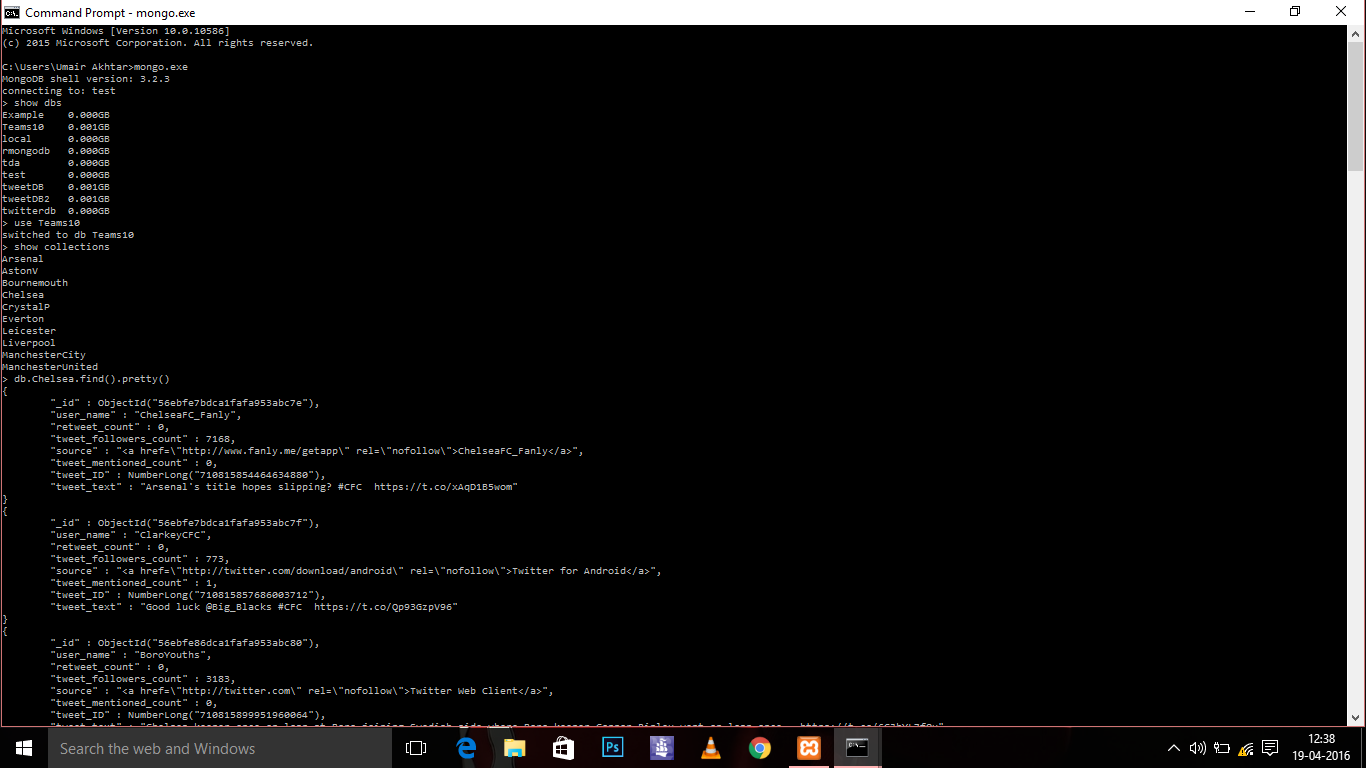 Command Prompt - mongo.exe
Microsoft Windows [Version 10.0.10586]
(c) 2015 Microsoft Corporation. All rights reserved.
C:\Users\Umair Akhtar>mongo.exe
MongoDB shell version: 3.2.3
connecting to: test
> show dbs
Example    0.000GB
Teams10    0.001GB
local      0.000GB
rmongodb   0.000GB
tda        0.000GB
test       0.000GB
tweetDB    0.001GB
tweetDB2   0.001GB
twitterdb  0.000GB
> use Teams10
switched to db Teams10
> show collections
Arsenal
AstonV
Bournemouth
Chelsea
CrystalP
Everton
Leicester
Liverpool
ManchesterCity
ManchesterUnited
> db.Chelsea.find().pretty()
{
"_id" : ObjectId("56ebfe7bdca1fafa953abc7e"),
"user_name" : "ChelseaFC_Fanly",
"retweet_count" : 0,
"tweet_followers_count" : 7168,
"source" : "<a href=\"http://www.fanly.me/getapp\" rel=\"nofollow\">ChelseaFC_Fanly</a>",
"tweet_mentioned_count" : 0,
"tweet_ID" : NumberLong("710815854464634880"),
"tweet_text" : "Arsenal's title hopes slipping? #CFC  https://t.co/xAqD1B5wom"
}
{
"_id" : ObjectId("56ebfe7bdca1fafa953abc7f"),
"user_name" : "ClarkeyCFC",
"retweet_count" : 0,
"tweet_followers_count" : 773,
"source" : "<a href=\"http://twitter.com/download/android\" rel=\"nofollow\">Twitter for Android</a>",
"tweet_mentioned_count" : 1,
"tweet_ID" : NumberLong("710815857686003712"),
"tweet_text" : "Good luck @Big_Blacks #CFC  https://t.co/Qp93GzpV96"
}
{
"_id" : ObjectId("56ebfe86dca1fafa953abc80"),
"user_name" : "BoroYouths",
"retweet_count" : 0,
"tweet_followers_count" : 3183,
"source" : "<a href=\"http://twitter.com\" rel=\"nofollow\">Twitter Web Client</a>",
"tweet_mentioned_count" : 0,
"tweet_ID" : NumberLong("710815899951960064"),
Search the web and Windows
Ps
12:38
19-04-2016